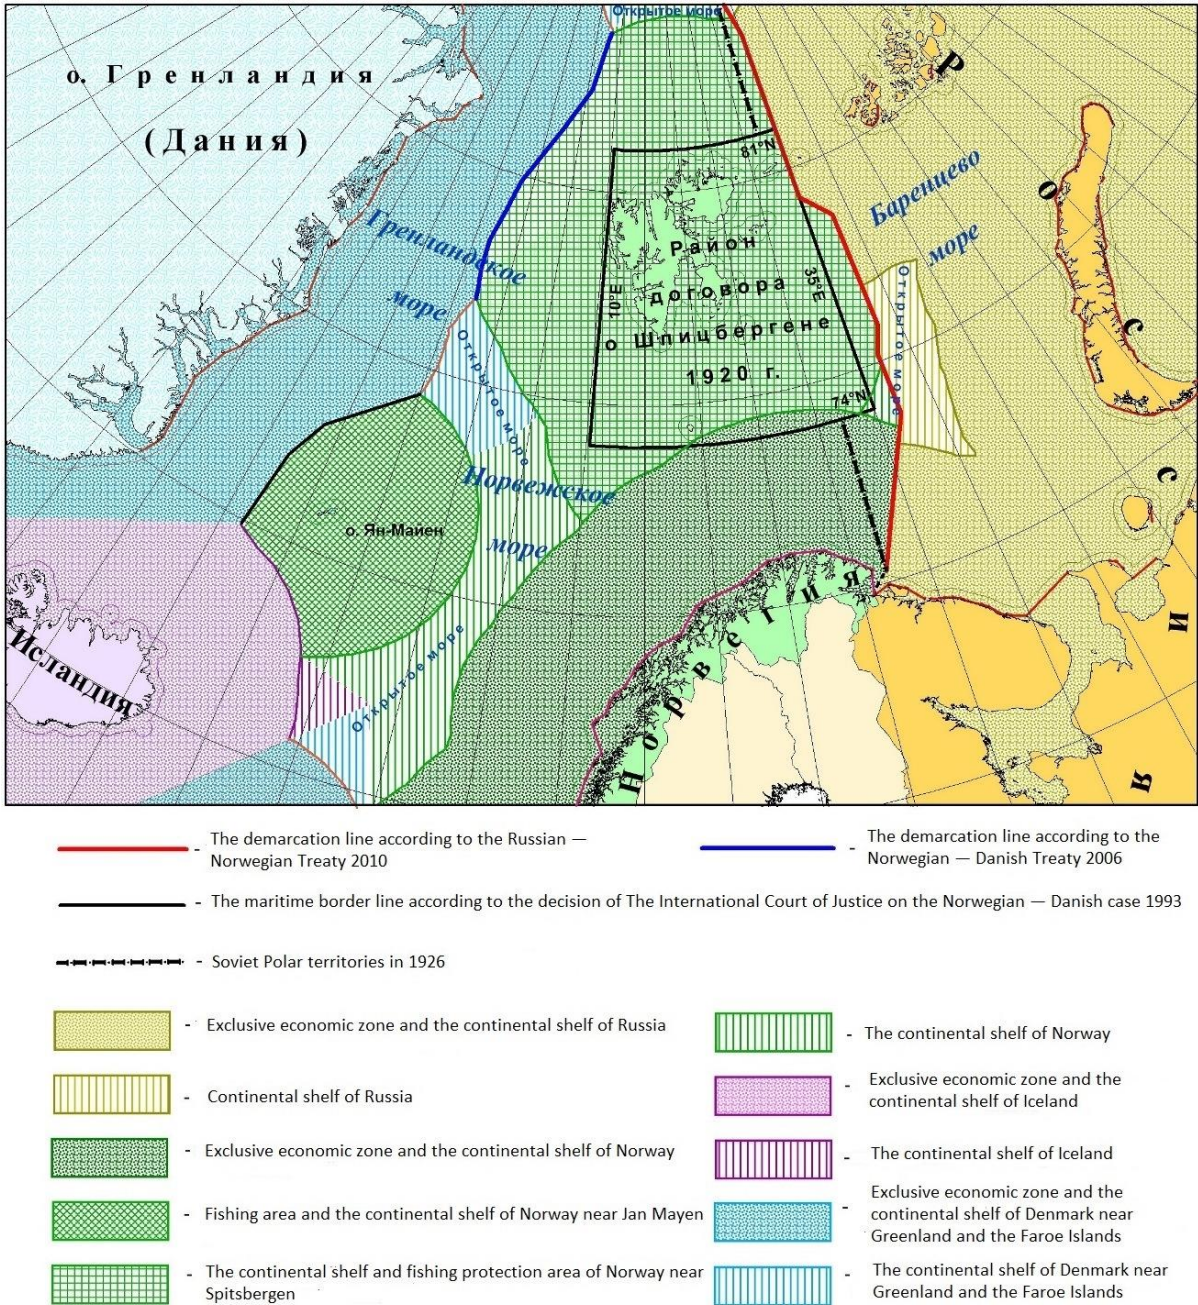 Открытое море
о. Гренландия
(Дания)
Р
о
с
с
и
я
81°N
Баренцево
море
Гренландское
море
Район
договора
о Шпицбергене
1920 г.
10°E
35°E
74°N
Открытое море
Открытое море
Норвежское
море
о. Ян-Майен
Открытое море
Исландия
Норвегия
The demarcation line according to the Russian —
Norwegian Treaty 2010
The demarcation line according to the
Norwegian — Danish Treaty 2006
The maritime border line according to the decision of The International Court of Justice on the Norwegian — Danish case 1993
Soviet Polar territories in 1926
Exclusive economic zone and the continental shelf of Russia
Continental shelf of Russia
Exclusive economic zone and the continental shelf of Norway
Fishing area and the continental shelf of Norway near Jan Mayen
The continental shelf and fishing protection area of Norway near
Spitsbergen
The continental shelf of Norway
Exclusive economic zone and the
continental shelf of Iceland
The continental shelf of Iceland
Exclusive economic zone and the
continental shelf of Denmark near
Greenland and the Faroe Islands
The continental shelf of Denmark near
Greenland and the Faroe Islands